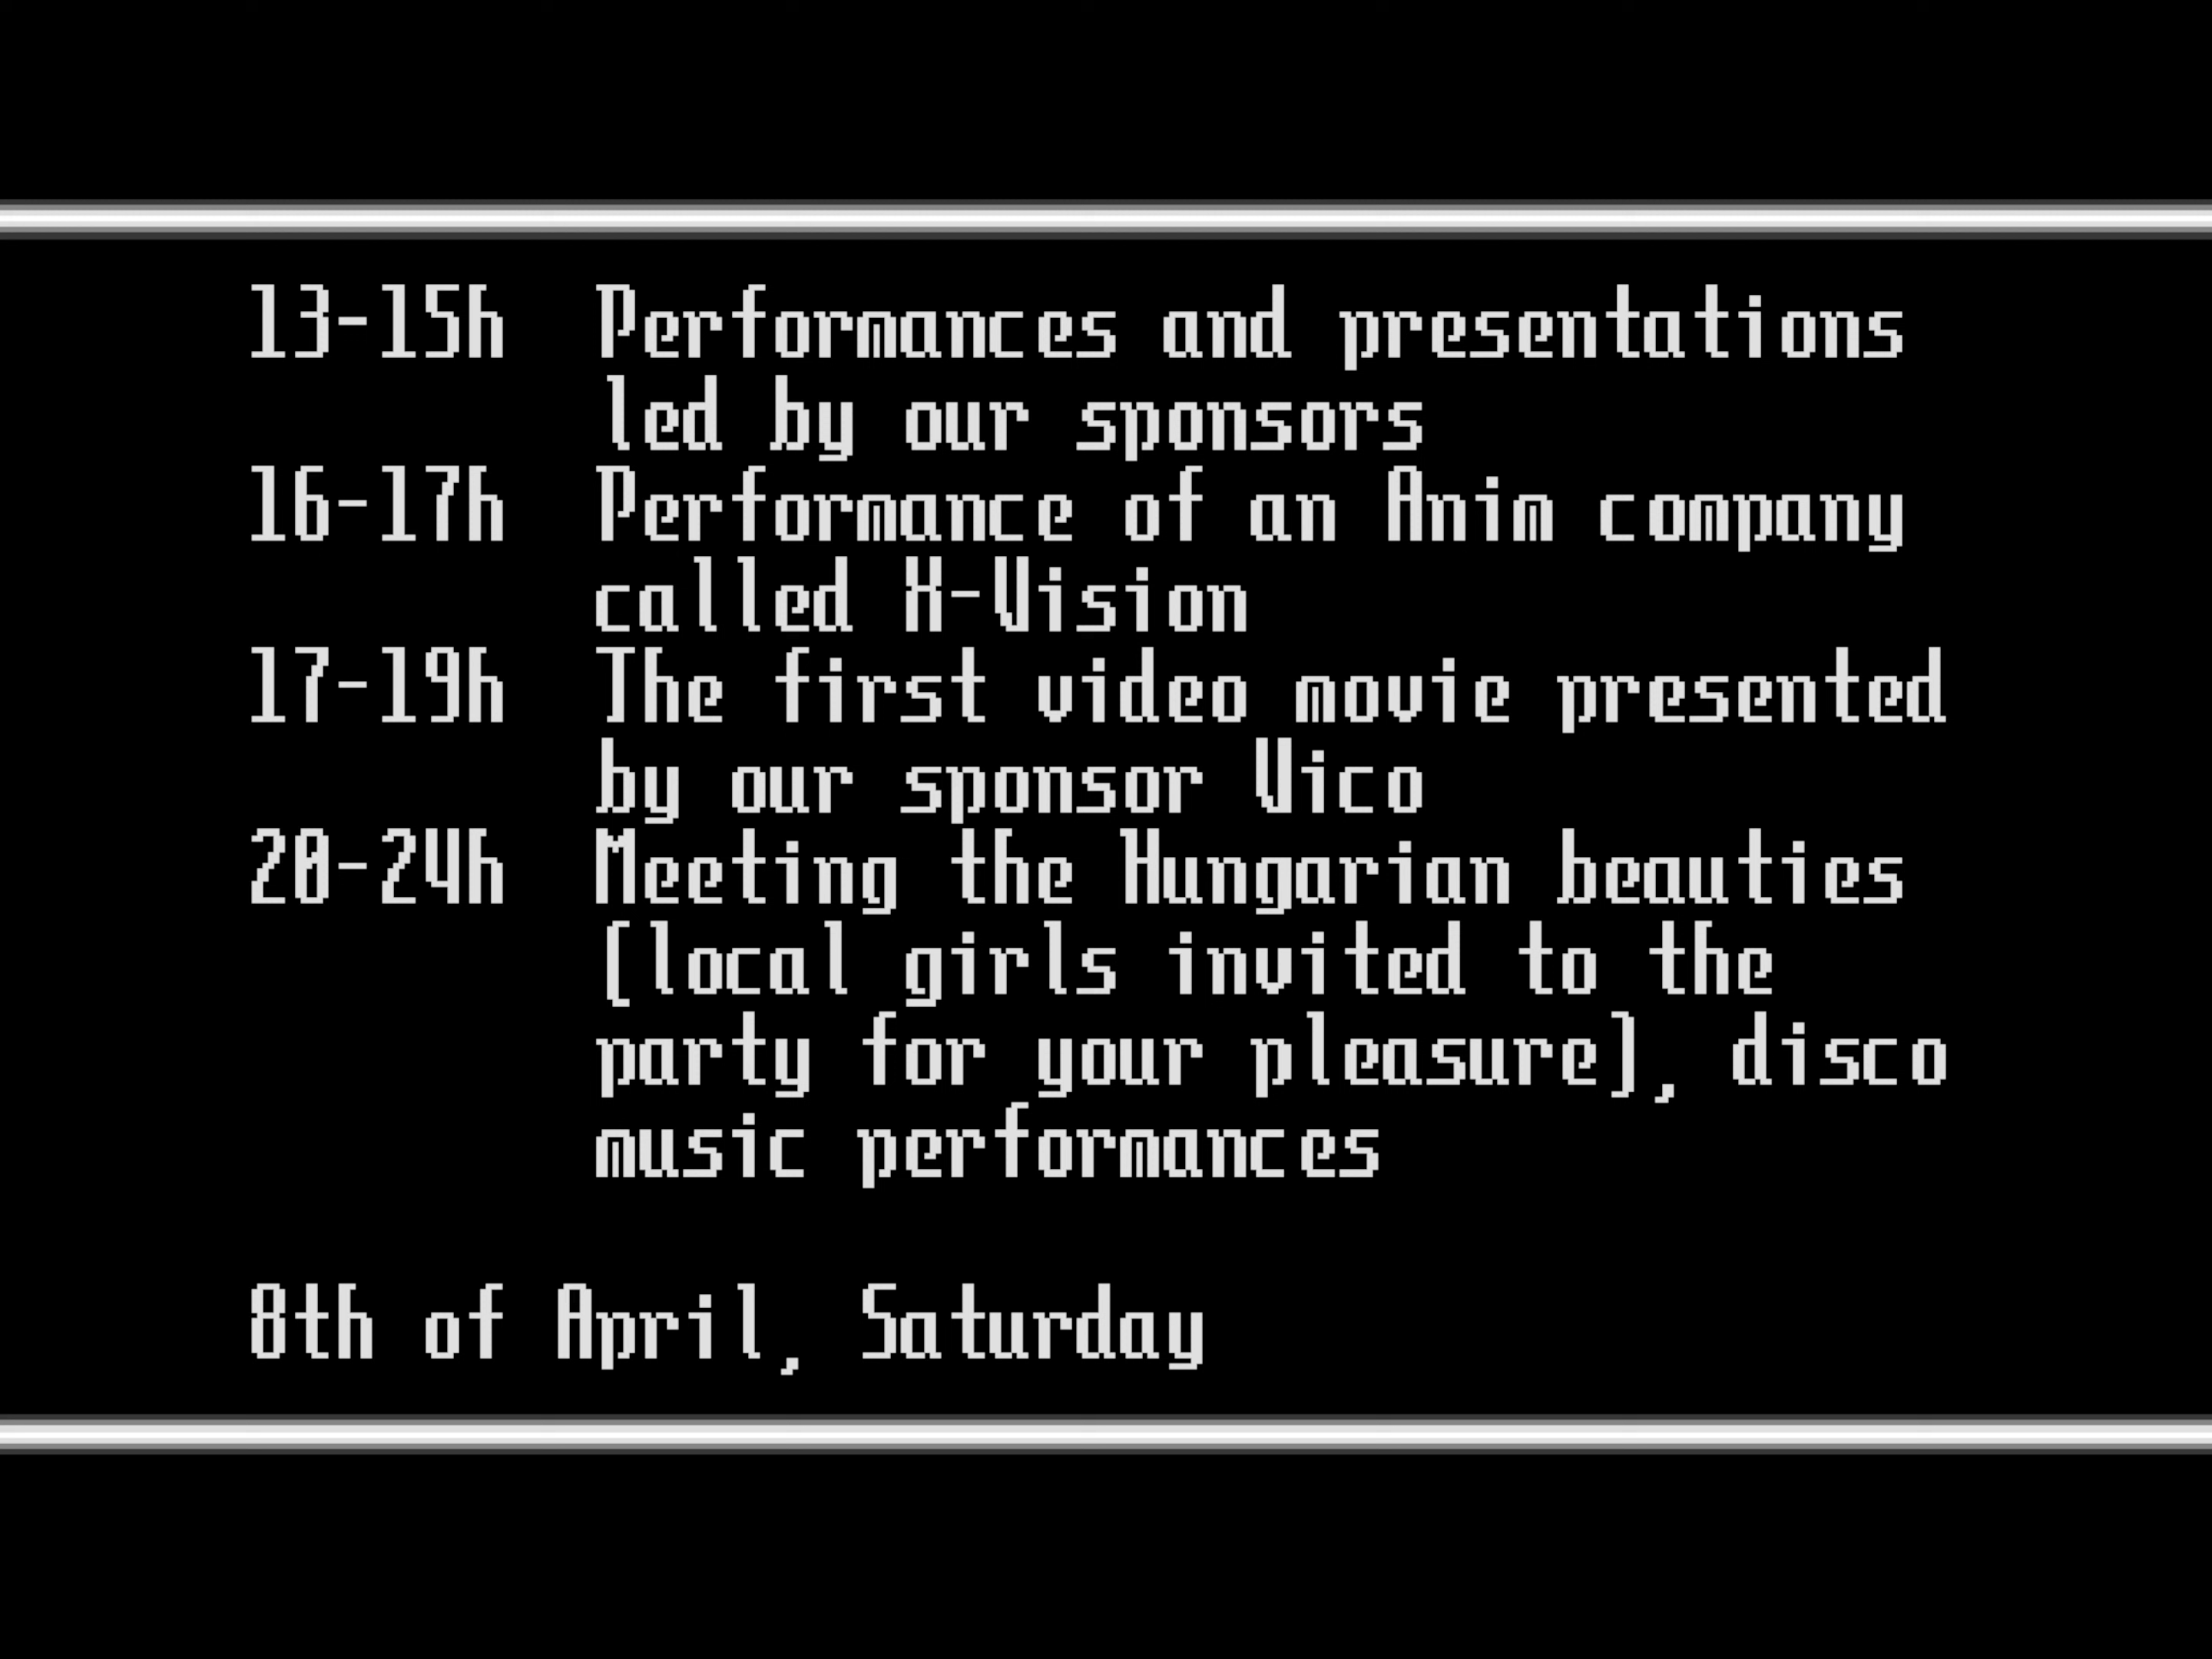 13-15h  Performances and presentations
led by our sponsors
16-17h  Performance of an Anim company
called X-Vision
17-19h  The first video movie presented
by our sponsor Vico
20-24h  Meeting the Hungarian beauties
(local girls invited to the
party for your pleasure), disco
music performances
8th of April, Saturday